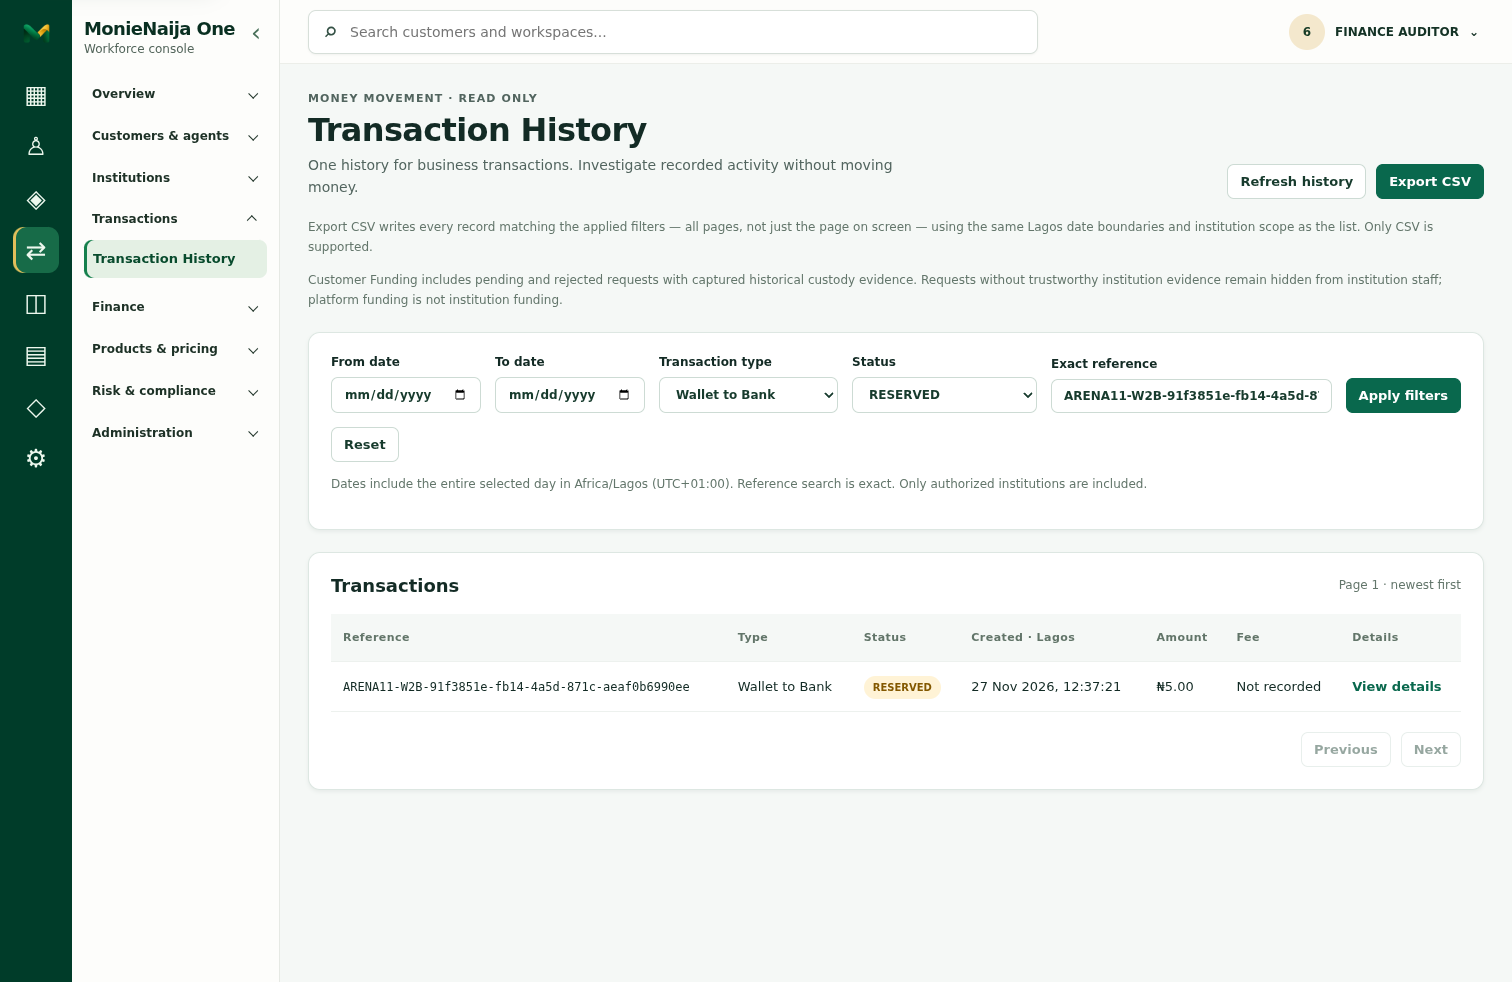 MonieNaija One
Workforce console
Overview
Customers & agents
Institutions
Transactions
Transaction History
Finance
Products & pricing
Risk & compliance
Administration
Search customers and workspaces...
6
FINANCE AUDITOR
MONEY MOVEMENT · READ ONLY
Transaction History
One history for business transactions. Investigate recorded activity without moving
money.
Refresh history
Export CSV
Export CSV writes every record matching the applied filters — all pages, not just the page on screen — using the same Lagos date boundaries and institution scope as the list. Only CSV is
supported.
Customer Funding includes pending and rejected requests with captured historical custody evidence. Requests without trustworthy institution evidence remain hidden from institution staff;
platform funding is not institution funding.
From date
To date
Transaction type
Status
Exact reference
mm/dd/yyyy
mm/dd/yyyy
Wallet to Bank
RESERVED
ARENA11-W2B-91f3851e-fb14-4a5d-8
Apply filters
Reset
Dates include the entire selected day in Africa/Lagos (UTC+01:00). Reference search is exact. Only authorized institutions are included.
Transactions
Page 1 · newest first
Reference
Type
Status
Created · Lagos
Amount
Fee
Details
ARENA11-W2B-91f3851e-fb14-4a5d-871c-aeaf0b6990ee
Wallet to Bank
RESERVED
27 Nov 2026, 12:37:21
₦5.00
Not recorded
View details
Previous
Next